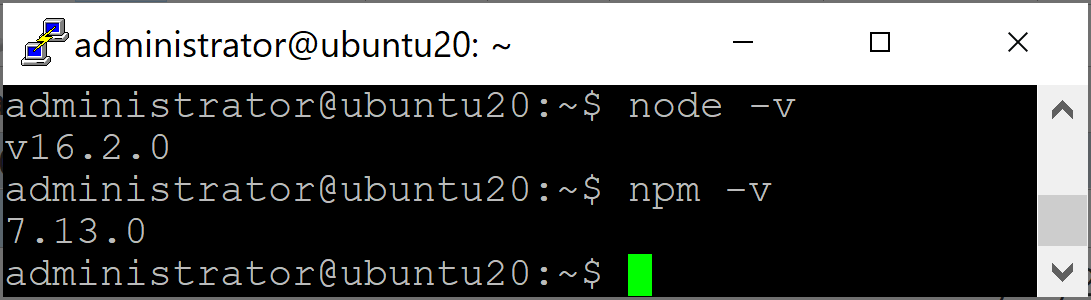 administrator@ubuntu20: ~
administrator@ubuntu20:~$ node -v
v16.2.0
administrator@ubuntu20:~$ npm -v
7.13.0
administrator@ubuntu20:~$